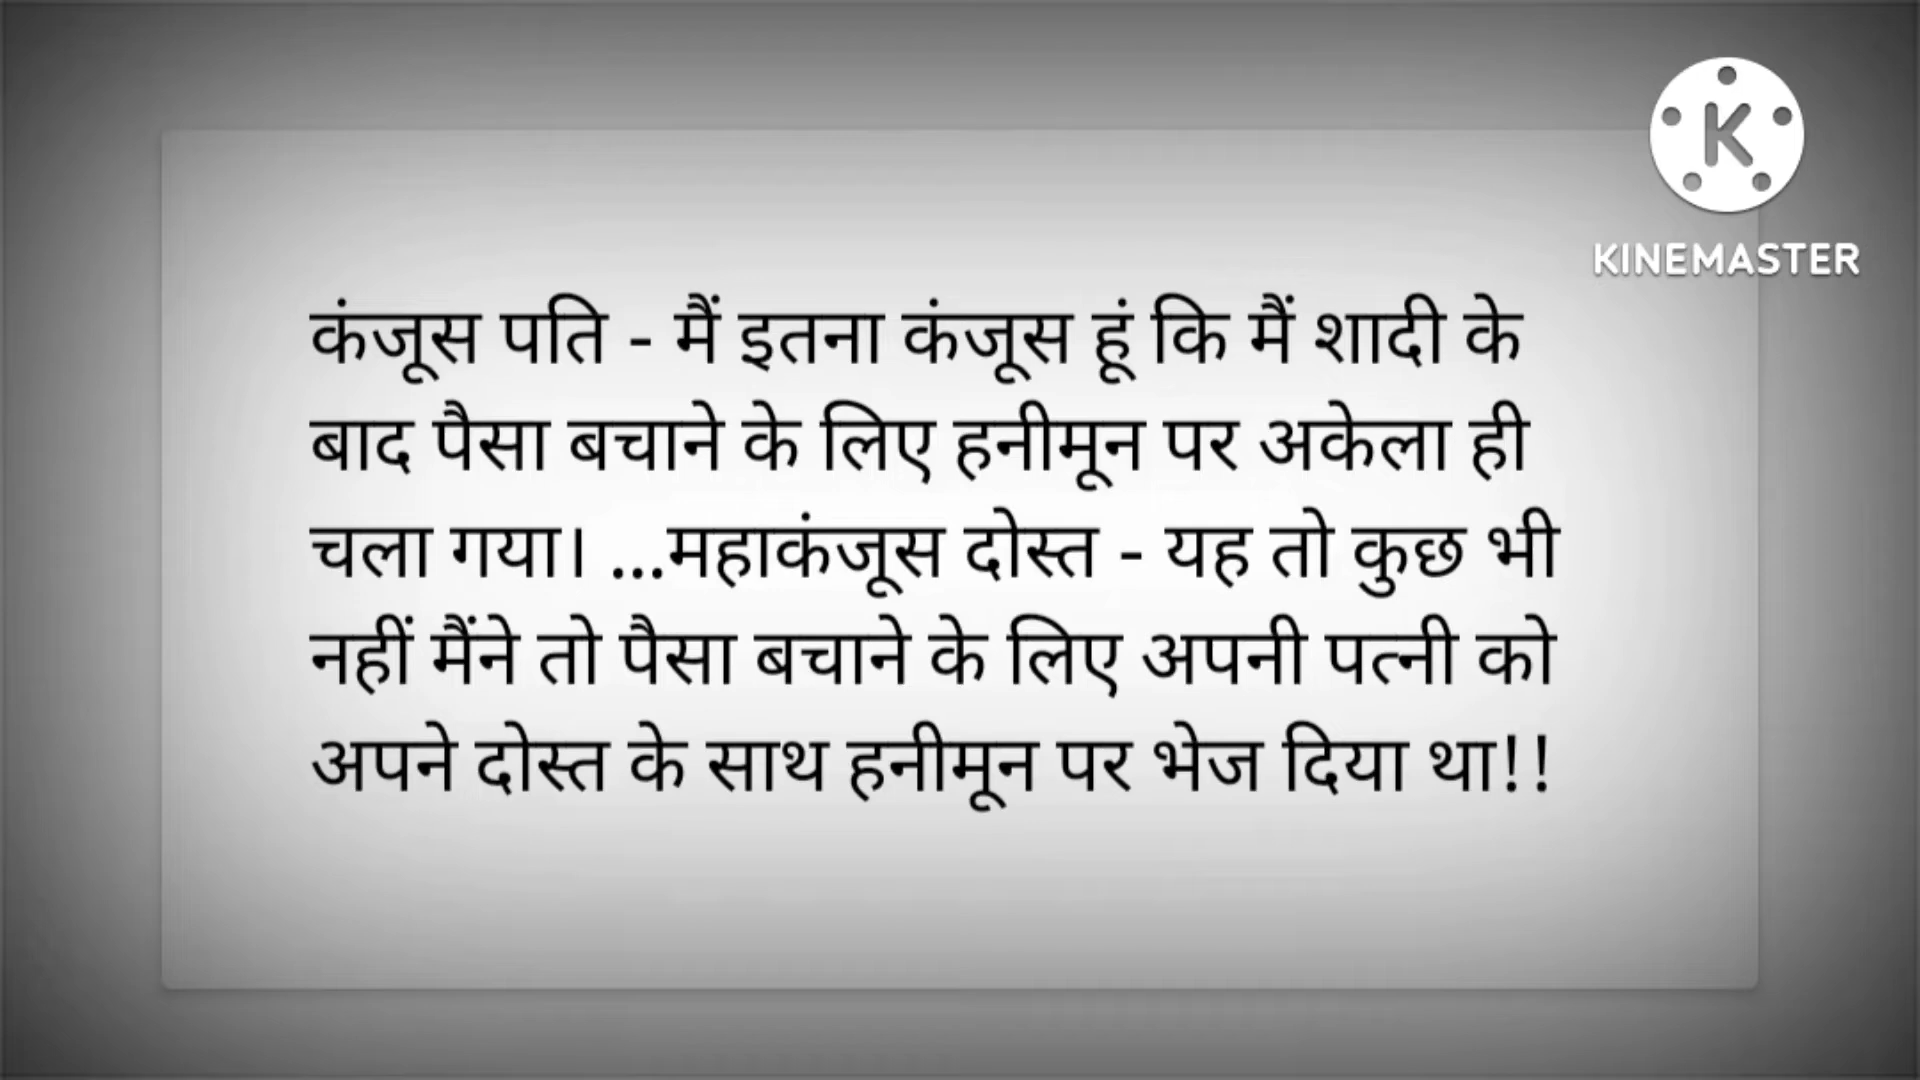 KINEMASTER
कंजूस पति - मैं इतना कंजूस हूं कि मैं शादी के
बाद पैसा बचाने के लिए हनीमून पर अकेला ही
चला गया। ...महाकंजूस दोस्त - यह तो कुछ भी
नहीं मैंने तो पैसा बचाने के लिए अपनी पत्नी को
अपने दोस्त के साथ हनीमून पर भेज दिया था!!